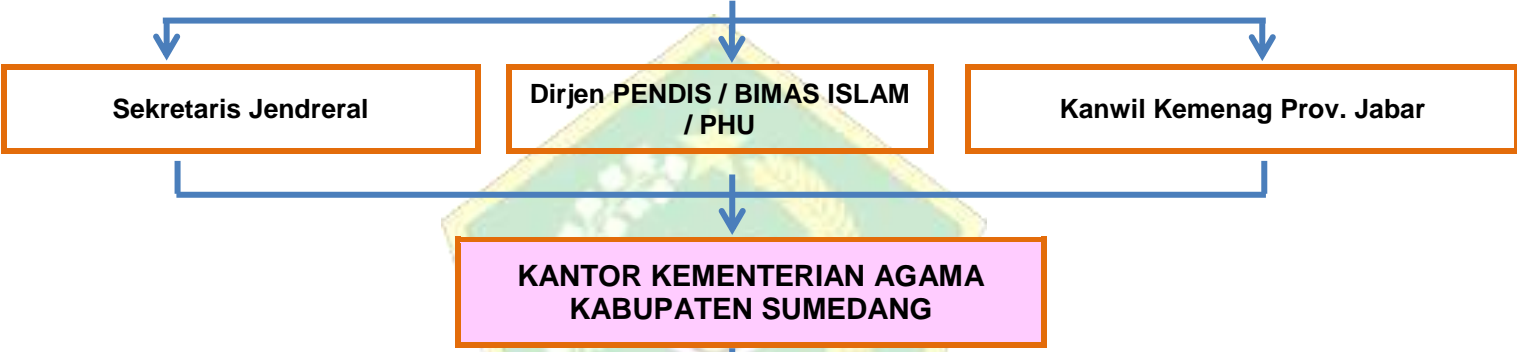 Sekretaris Jendreral
Dirjen PENDIS / BIMAS ISLAM
/ PHU
Kanwil Kemenag Prov. Jabar
KANTOR KEMENTERIAN AGAMA
KABUPATEN SUMEDANG